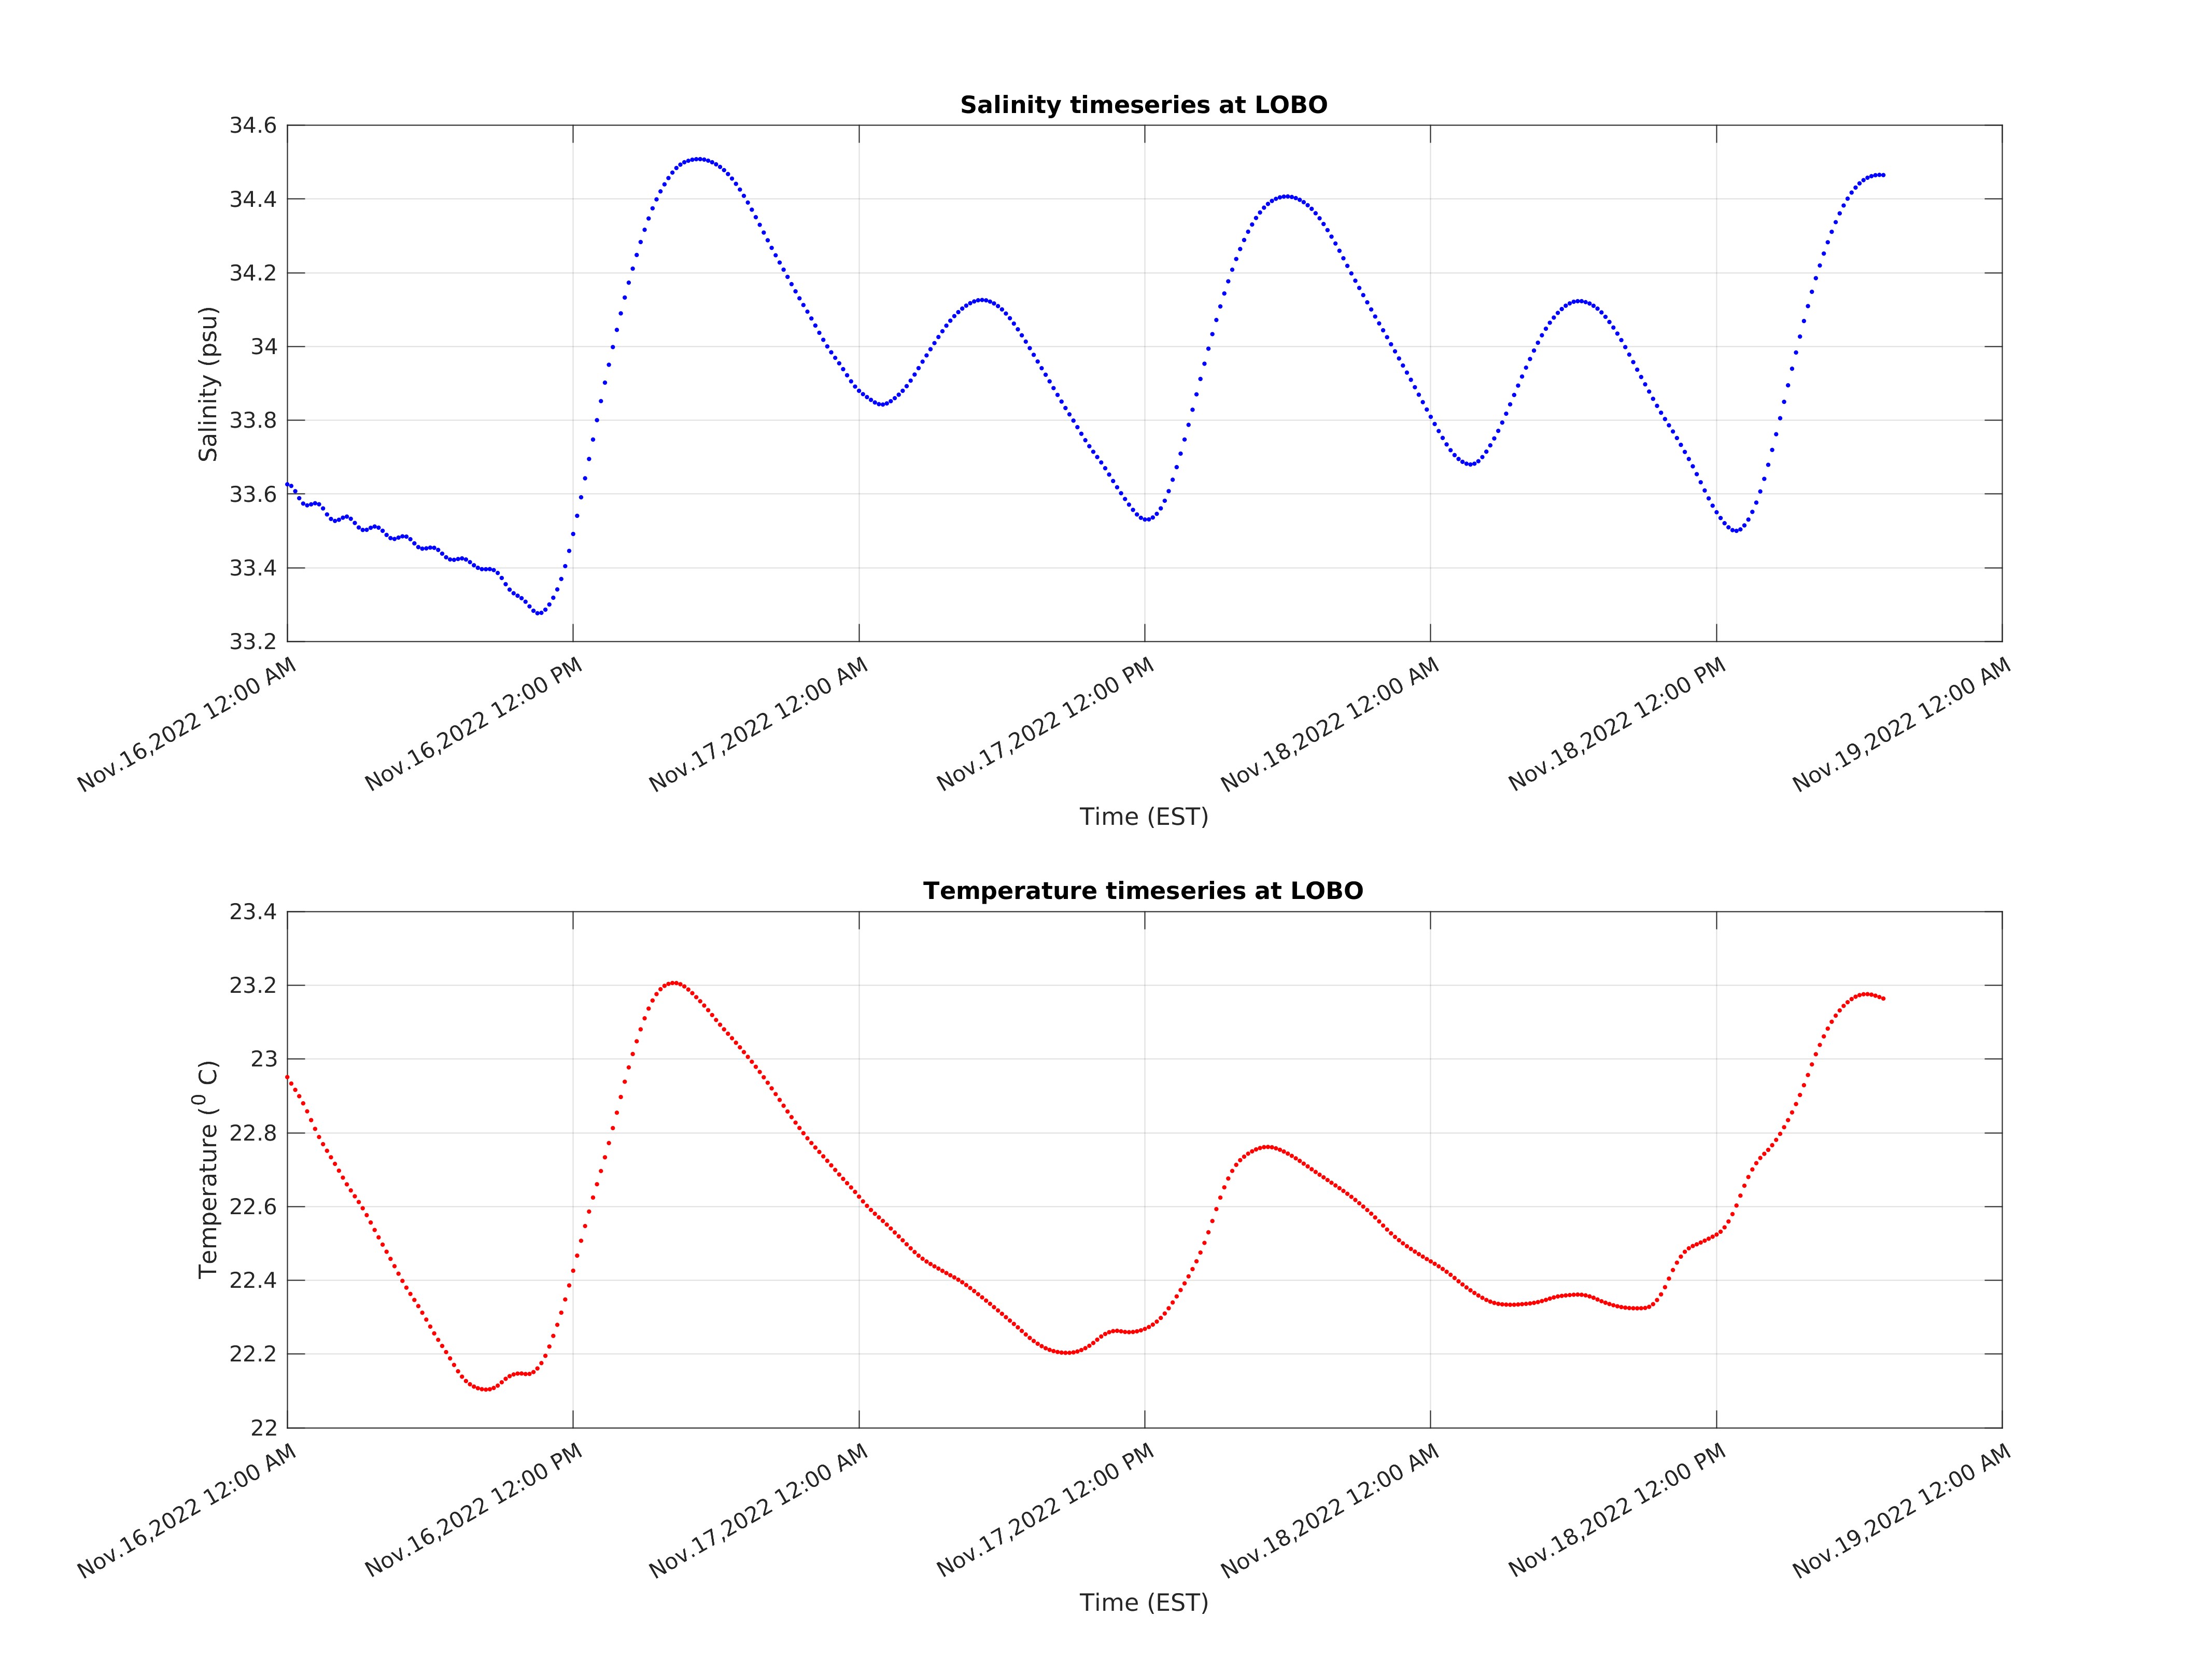 Salinity timeseries at LOBO
34.6
34.4
34.2
34
33.8
33.6
33.4
33.2
Salinity (psu)
Nov.16,2022 12:00 AM
Nov.16,2022 12:00 PM
Nov.17,2022 12:00 AM
Nov.17,2022 12:00 PM
Nov.18,2022 12:00 AM
Nov.18,2022 12:00 PM
Nov.19,2022 12:00 AM
Time (EST)
Temperature timeseries at LOBO
23.4
23.2
23
22.8
22.6
22.4
22.2
22
Temperature (⁰ C)
Nov.16,2022 12:00 AM
Nov.16,2022 12:00 PM
Nov.17,2022 12:00 AM
Nov.17,2022 12:00 PM
Nov.18,2022 12:00 AM
Nov.18,2022 12:00 PM
Nov.19,2022 12:00 AM
Time (EST)